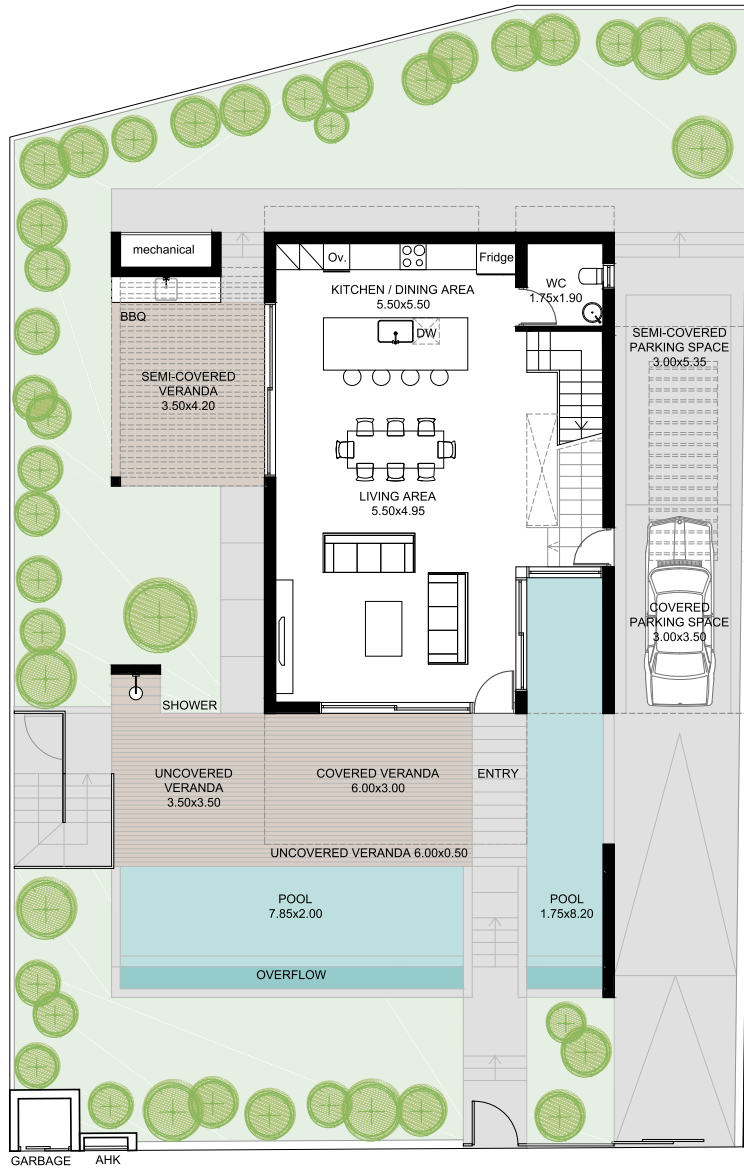 mechanical
Ov.
Fridge
KITCHEN / DINING AREA
5.50x5.50
WC
1.75x1.90
BBQ
DW
SEMI-COVERED
PARKING SPACE
3.00x5.35
SEMI-COVERED
VERANDA
3.50x4.20
LIVING AREA
5.50x4.95
COVERED
PARKING SPACE
3.00x3.50
SHOWER
UNCOVERED
VERANDA
3.50x3.50
COVERED VERANDA
6.00x3.00
ENTRY
UNCOVERED VERANDA 6.00x0.50
POOL
7.85x2.00
POOL
1.75x8.20
OVERFLOW
GARBAGE
AHK